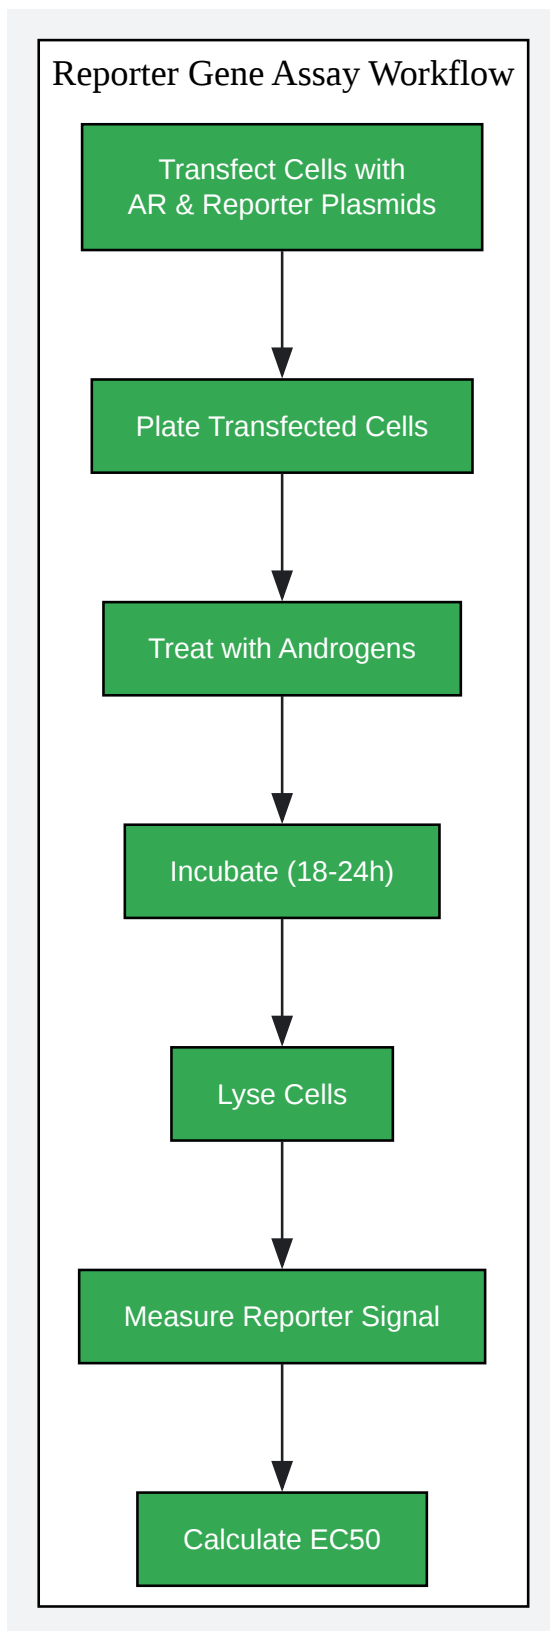 Reporter Gene Assay Workflow
Transfect Cells with
AR & Reporter Plasmids
Plate Transfected Cells
Treat with Androgens
Incubate (18-24h)
Lyse Cells
Measure Reporter Signal
Calculate EC50